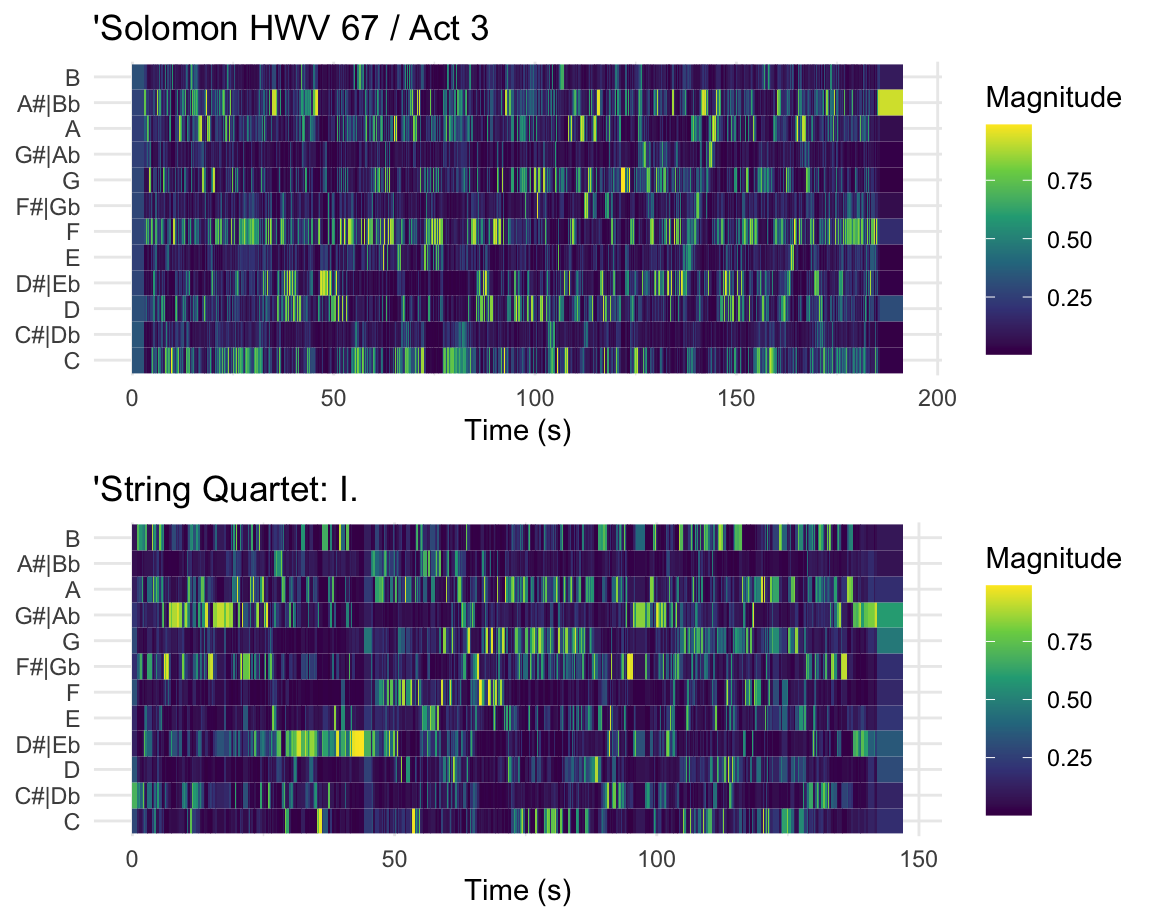 'Solomon HWV 67 / Act 3
B
A#|Bb
A
G#|Ab
G
F#|Gb
F
E
D#|Eb
D
C#|Db
C
0 50 100 150 200
Time (s)
Magnitude
0.75
0.50
0.25
'String Quartet: I.
B
A#|Bb
A
G#|Ab
G
F#|Gb
F
E
D#|Eb
D
C#|Db
C
0 50 100 150
Time (s)
Magnitude
0.75
0.50
0.25